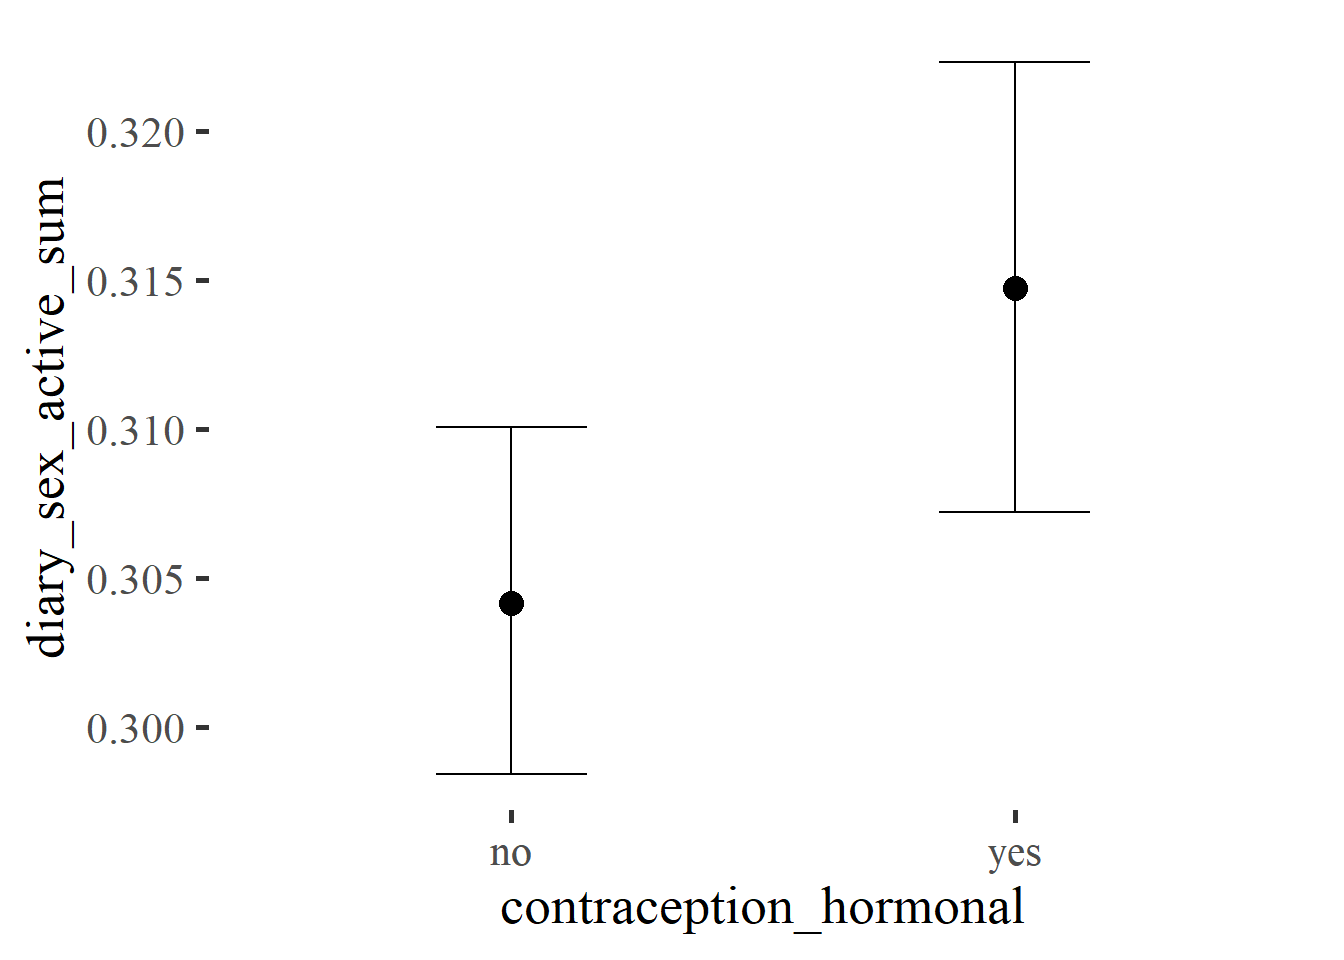 diary_sex_active_sum
0.320
0.315
0.310
0.305
0.300
no
yes
contraception_hormonal